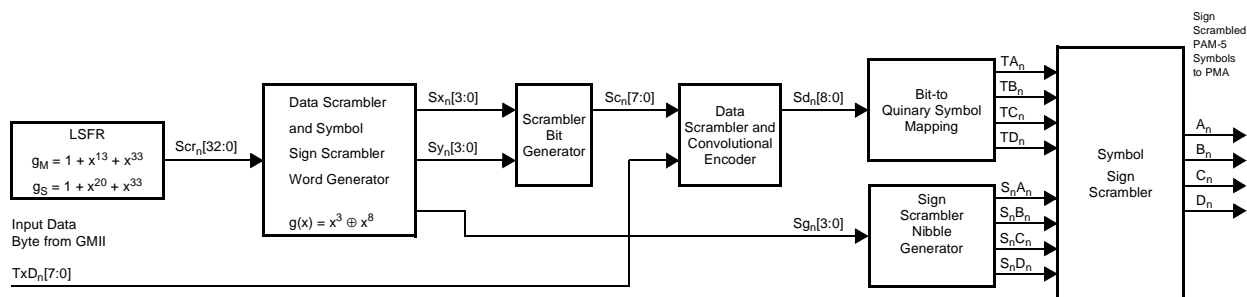 LSFR
g_M = 1 + x^13 + x^33
g_S = 1 + x^20 + x^33
Input Data
Byte from GMII
TxD_n[7:0]
Scr_n[32:0]
Data Scrambler
and Symbol
Sign Scrambler
Word Generator
g(x) = x^3 ⊕ x^8
Sx_n[3:0]
Sy_n[3:0]
Scrambler
Bit
Generator
Sc_n[7:0]
Data
Scrambler and
Convolutional
Encoder
Sd_n[8:0]
Sg_n[3:0]
Bit-to
Quinary Symbol
Mapping
TA_n
TB_n
TC_n
TD_n
Sign
Scrambler
Nibble
Generator
S_nA_n
S_nB_n
S_nC_n
S_nD_n
Symbol
Sign
Scrambler
Sign
Scrambled
PAM-5
Symbols
to PMA
A_n
B_n
C_n
D_n